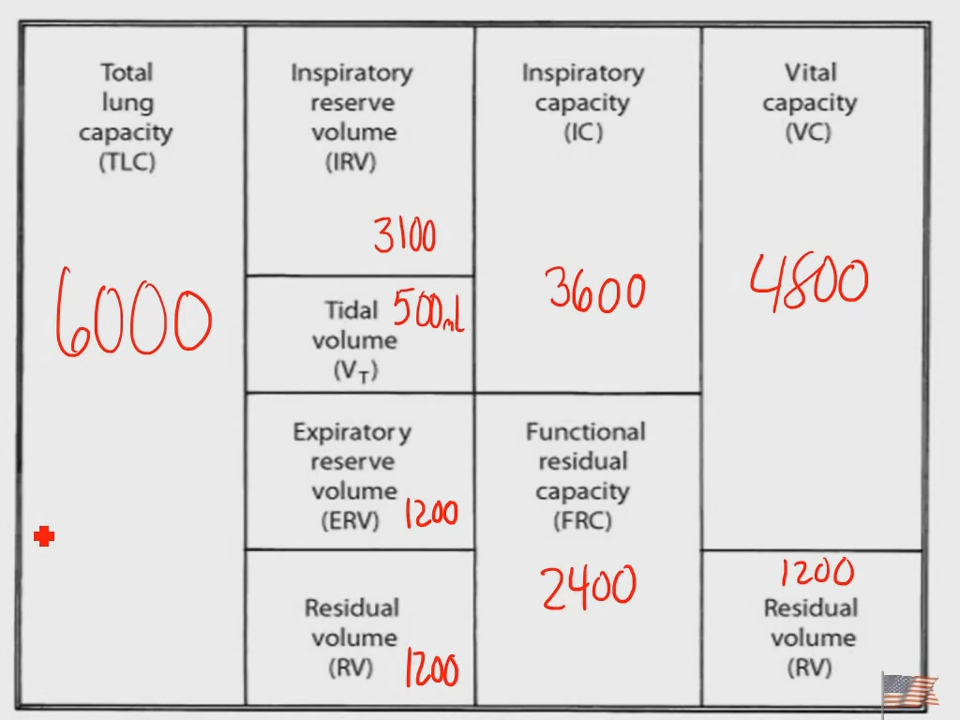 Total
lung
capacity
(TLC)
6000
Inspiratory
reserve
volume
(IRV)
3100
Tidal 500mL
volume
(VT)
Expiratory
reserve
volume
(ERV) 1200
Residual
volume
(RV) 1200
Inspiratory
capacity
(IC)
3600
Functional
residual
capacity
(FRC)
2400
Vital
capacity
(VC)
4800
1200
Residual
volume
(RV)